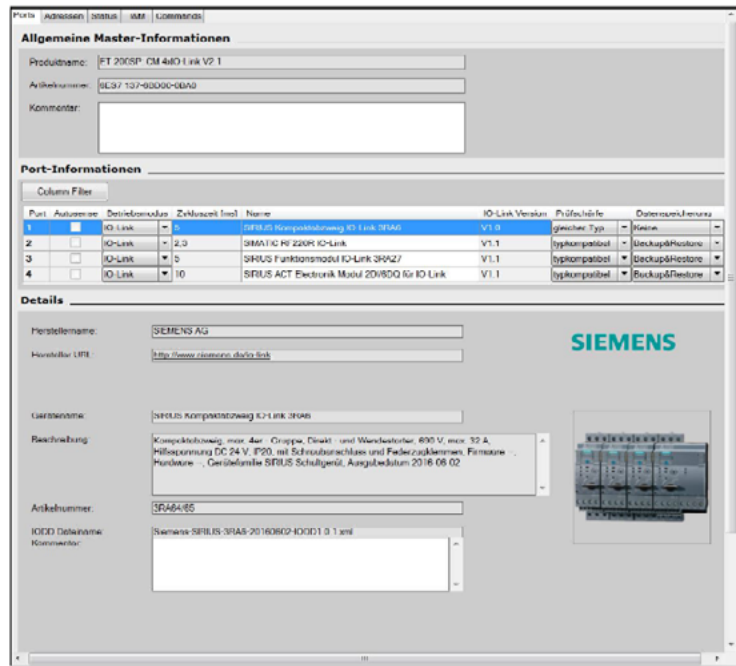 Ports Adressen Status I&M Commands
Allgemeine Master-Informationen
Produktname: ET 200SP CM 4xIO-Link V2.1
Artikelnummer: 6ES7 137-6BD00-0BA0
Kommentar:
Port-Informationen
Column Filter
Port Autosense Betriebsmodus Zykluszeit [ms] Name IO-Link Version Prüfschärfe Datenspeicherung
1 IO-Link 5 SIRIUS Kompaktabzweig IO-Link 3RA6 V1.0 gleicher Typ Keine
2 IO-Link 2,3 SIMATIC RF220R IO-Link V1.1 typkompatibel Backup&Restore
3 IO-Link 5 SIRIUS Funktionsmodul IO-Link 3RA27 V1.1 typkompatibel Backup&Restore
4 IO-Link 10 SIRIUS ACT Electronik Modul 2DI/6DQ für IO-Link V1.1 typkompatibel Backup&Restore
Details
Herstellername: SIEMENS AG
SIEMENS
Hersteller URL: http://www.siemens.de/io-link
Gerätename: SIRIUS Kompaktabzweig IO-Link 3RA6
Beschreibung: Kompaktabzweig, max. 4er - Gruppe, Direkt - und Wendestarter, 690 V, max. 32 A,
Hilfsspannung DC 24 V, IP20, mit Schraubanschluss und Federzugklemmen, Firmware --,
Hardware --, Gerätefamilie SIRIUS Schaltgerät, Ausgabedatum 2016-06-02
Artikelnummer: 3RA64/65
IODD Dateiname: Siemens-SIRIUS-3RA6-20160602-IODD1.0.1.xml
Kommentar: